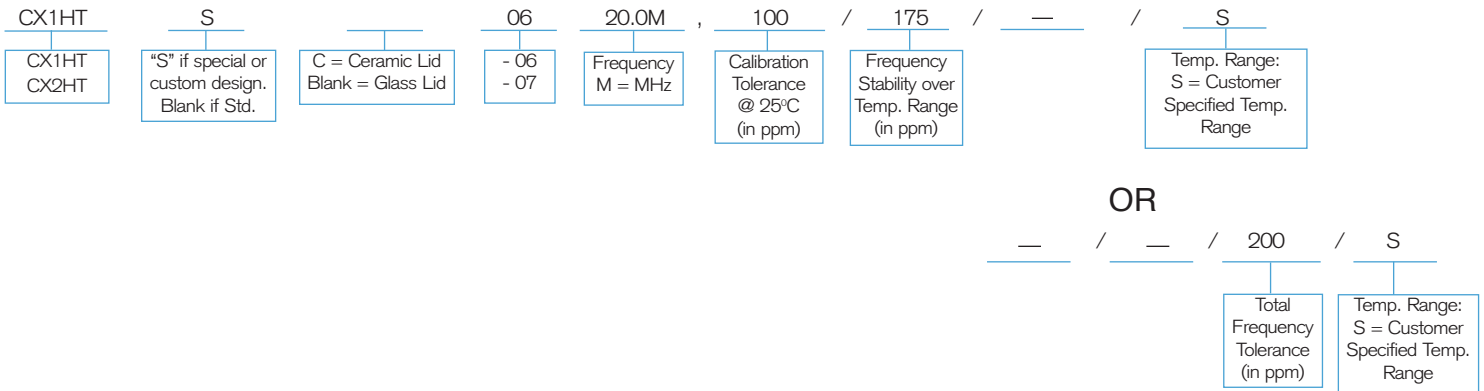 CX1HT S 06 20.0M , 100 / 175 / — / S
CX1HT
CX2HT
“S” if special or
custom design.
Blank if Std.
C = Ceramic Lid
Blank = Glass Lid
- 06
- 07
Frequency
M = MHz
Calibration
Tolerance
@ 25°C
(in ppm)
Frequency
Stability over
Temp. Range
(in ppm)
Temp. Range:
S = Customer
Specified Temp.
Range
OR
— / — / 200 / S
Total
Frequency
Tolerance
(in ppm)
Temp. Range:
S = Customer
Specified Temp.
Range